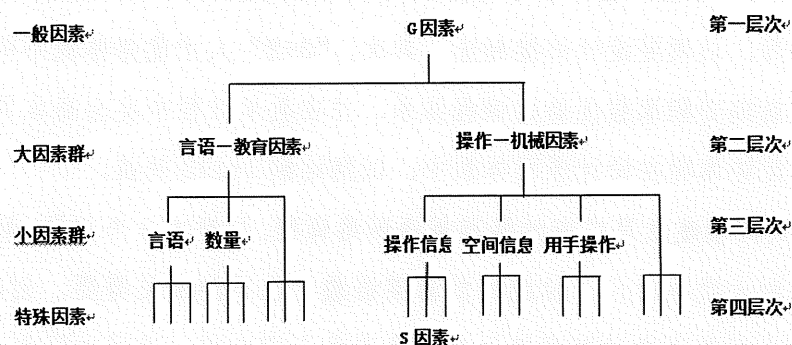 一般因素 G因素 第一层次
大因素群 言语一教育因素 操作一机械因素 第二层次
小因素群 言语 数量 操作信息 空间信息 用手操作 第三层次
特殊因素 第四层次
S 因素